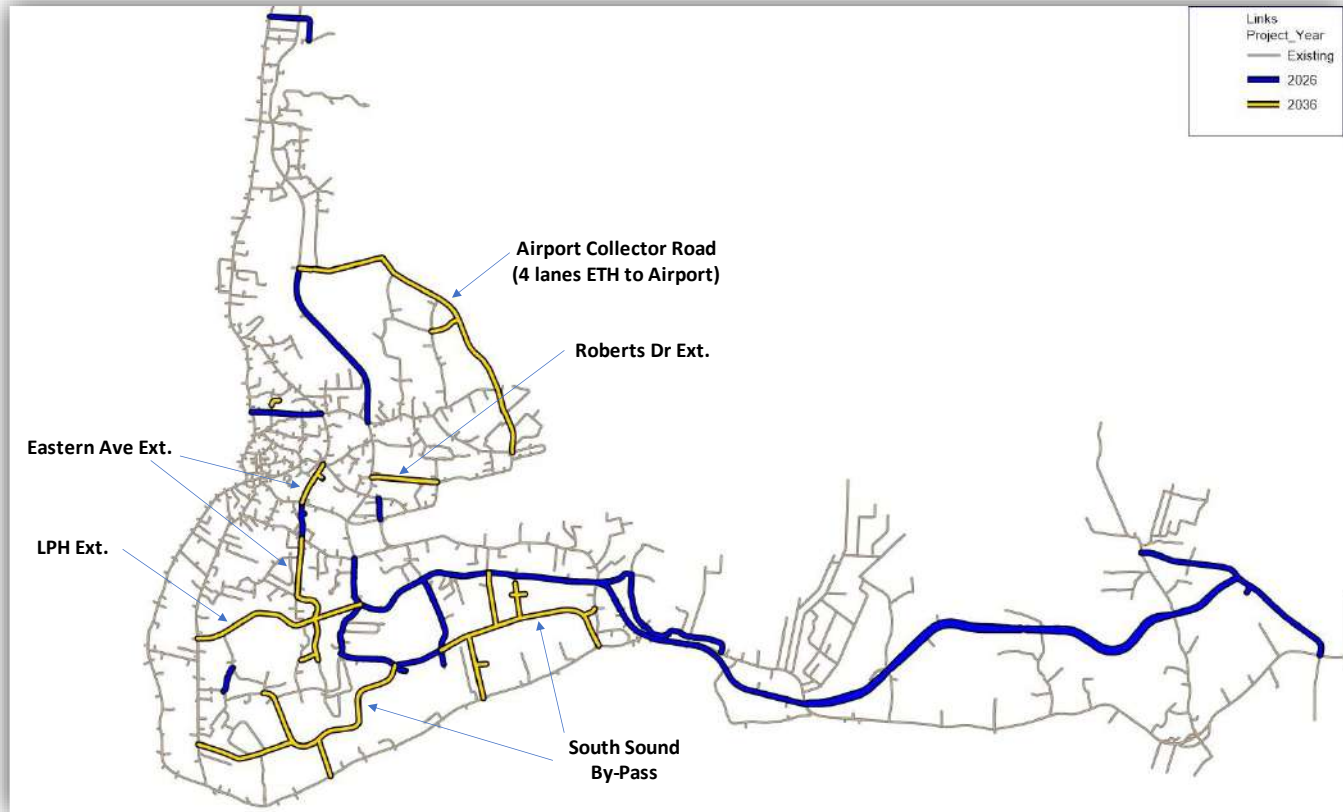 Links
Project_Year
Existing
2026
2036
Airport Collector Road
(4 lanes ETH to Airport)
Roberts Dr Ext.
Eastern Ave Ext.
LPH Ext.
South Sound
By-Pass